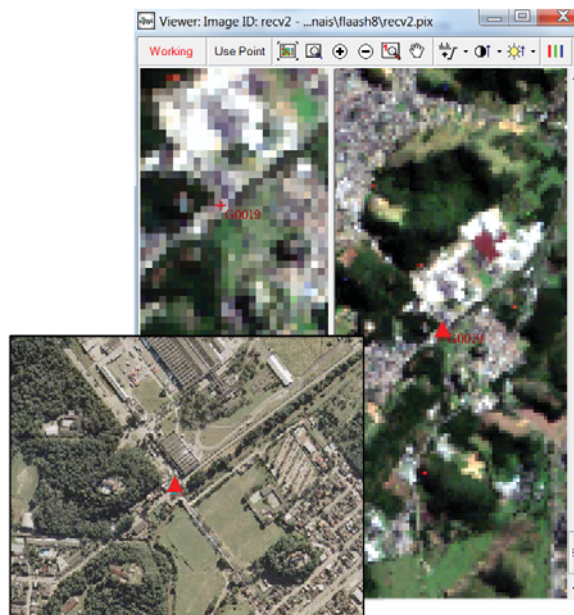 Viewer: Image ID: recv2 - ...nais\flaash8\recv2.pix
Working
Use Point
G0019